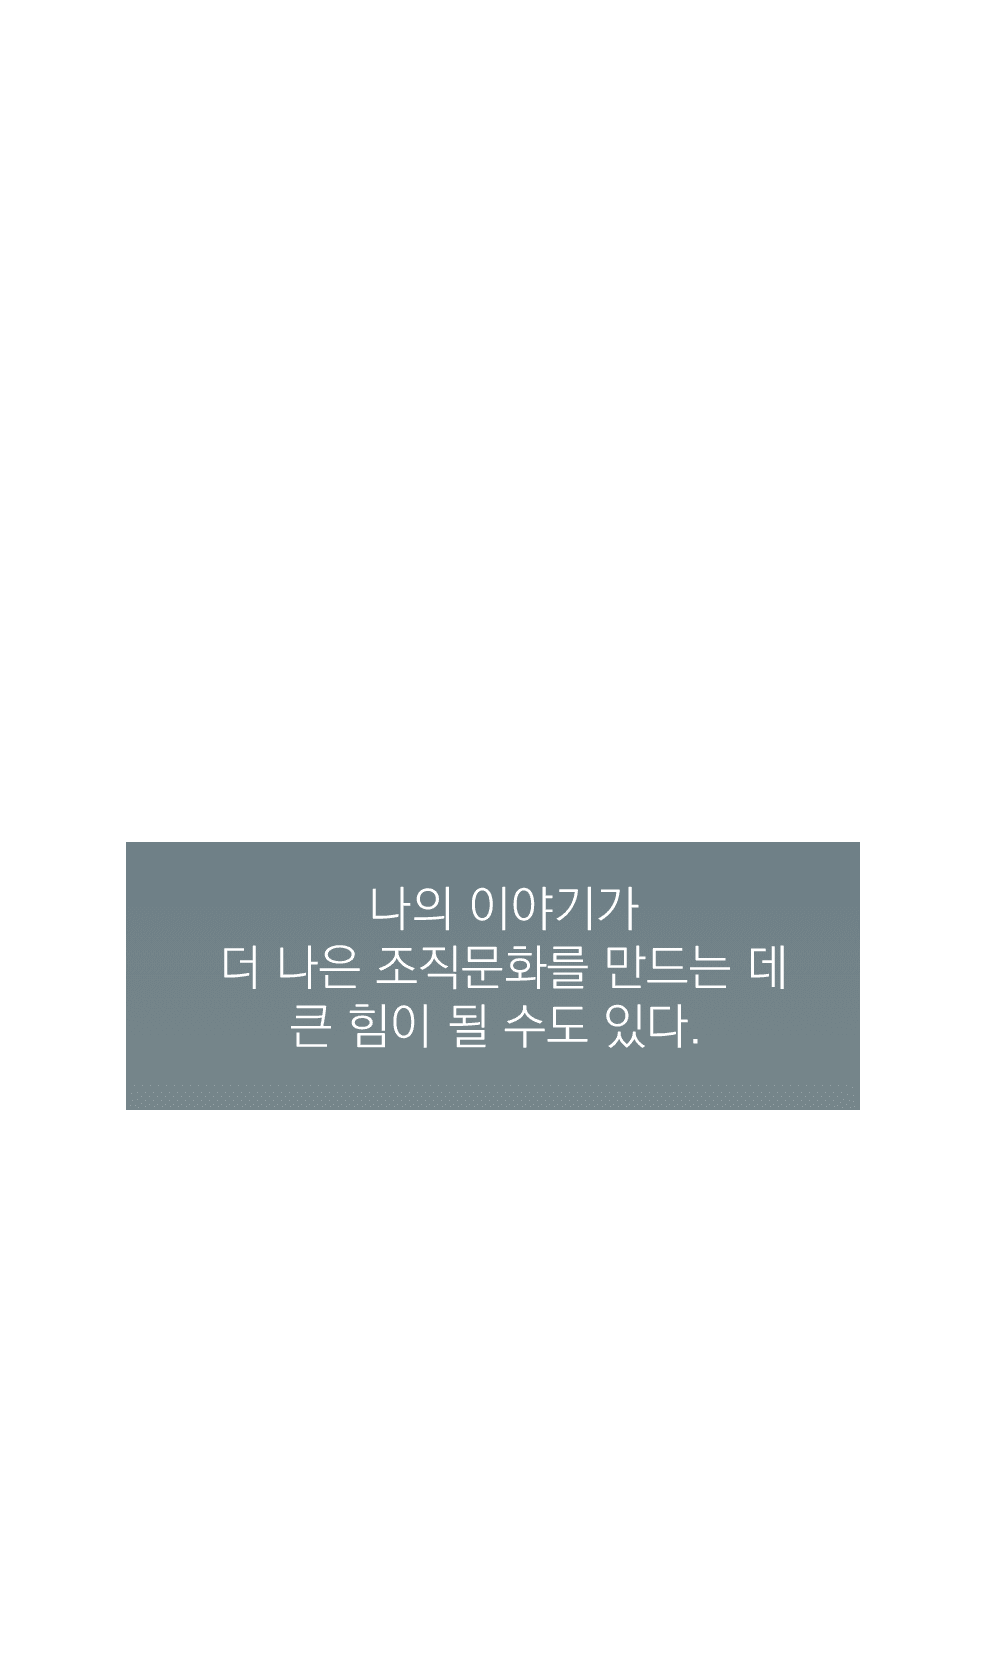 나의 이야기가
더 나은 조직문화를 만드는 데
큰 힘이 될 수도 있다.